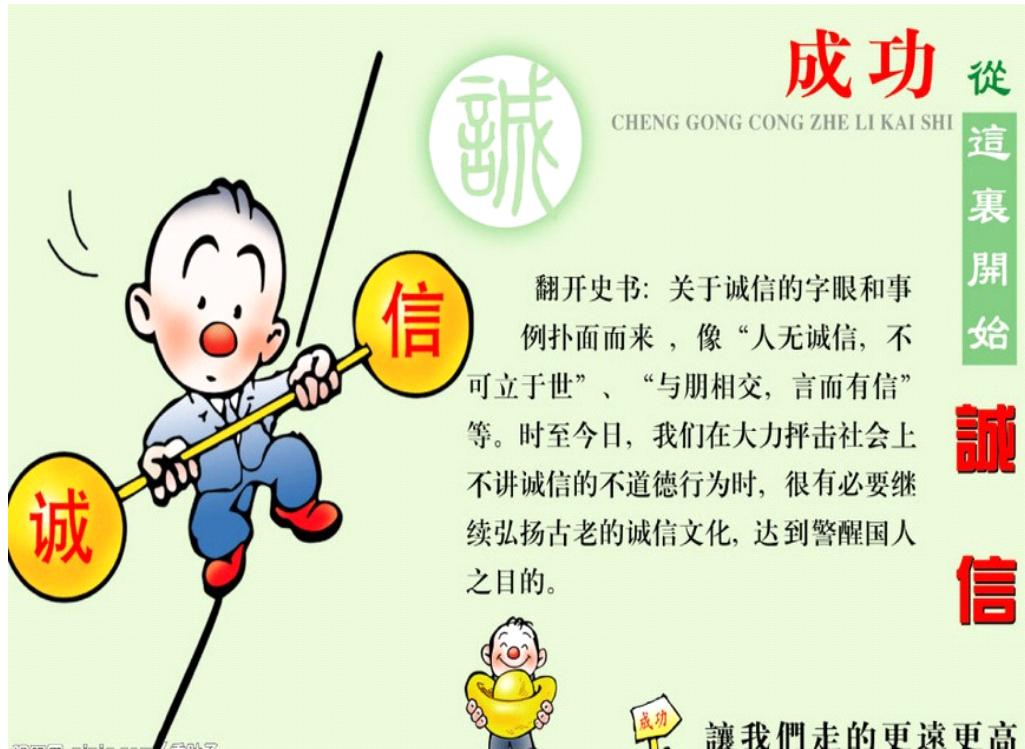 成功
從
這裏開始
CHENG GONG CONG ZHE LI KAI SHI
誠
誠信
信
诚
翻开史书：关于诚信的字眼和事
例扑面而来，像“人无诚信，不
可立于世”、“与朋相交，言而有信”
等。时至今日，我们在大力抨击社会上
不讲诚信的不道德行为时，很有必要继
续弘扬古老的诚信文化，达到警醒国人
之目的。
成功
讓我們走的更遠更高